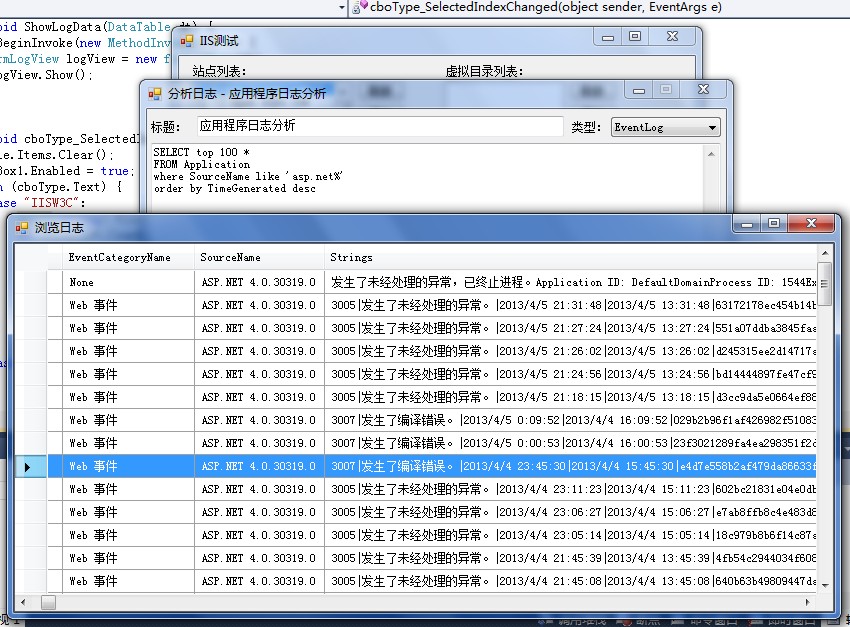 cboType_SelectedIndexChanged(object sender, EventArgs e)
oid ShowLogData(DataTable dt) {
BeginInvoke(new MethodInv
rmLogView logView = new f
ogView.Show();
IIS测试
站点列表: 虚拟目录列表:
分析日志 - 应用程序日志分析
标题: 应用程序日志分析 类型: EventLog
SELECT top 100 *
FROM Application
where SourceName like 'asp.net%'
order by TimeGenerated desc
oid cboType_Selected
le.Items.Clear();
Box1.Enabled = true;
h (cboType.Text) {
ase "IISW3C":
浏览日志
EventCategoryName SourceName Strings
None ASP.NET 4.0.30319.0 发生了未经处理的异常，已终止进程。Application ID: DefaultDomainProcess ID: 1544Ex
Web 事件 ASP.NET 4.0.30319.0 3005|发生了未经处理的异常。|2013/4/5 21:31:48|2013/4/5 13:31:48|63172178ec454b14b
Web 事件 ASP.NET 4.0.30319.0 3005|发生了未经处理的异常。|2013/4/5 21:27:24|2013/4/5 13:27:24|551a07ddba3845faa
Web 事件 ASP.NET 4.0.30319.0 3005|发生了未经处理的异常。|2013/4/5 21:26:02|2013/4/5 13:26:02|d245315ee2d14717a
Web 事件 ASP.NET 4.0.30319.0 3005|发生了未经处理的异常。|2013/4/5 21:24:56|2013/4/5 13:24:56|bd14444897fe47cf9
Web 事件 ASP.NET 4.0.30319.0 3005|发生了未经处理的异常。|2013/4/5 21:18:15|2013/4/5 13:18:15|d3cc9da5e0664ef88
Web 事件 ASP.NET 4.0.30319.0 3007|发生了编译错误。|2013/4/5 0:09:52|2013/4/4 16:09:52|029b2b96f1af426982f51083
Web 事件 ASP.NET 4.0.30319.0 3007|发生了编译错误。|2013/4/5 0:00:53|2013/4/4 16:00:53|23f3021289fa4ea298351f2c
Web 事件 ASP.NET 4.0.30319.0 3007|发生了编译错误。|2013/4/4 23:45:30|2013/4/4 15:45:30|e4d7e558b2af479da86633f
Web 事件 ASP.NET 4.0.30319.0 3005|发生了未经处理的异常。|2013/4/4 23:11:23|2013/4/4 15:11:23|602bc21831e04e0db
Web 事件 ASP.NET 4.0.30319.0 3005|发生了未经处理的异常。|2013/4/4 23:06:27|2013/4/4 15:06:27|e7ab8ffb8c4e483d8
Web 事件 ASP.NET 4.0.30319.0 3005|发生了未经处理的异常。|2013/4/4 23:05:14|2013/4/4 15:05:14|18c979b8b6f14c87a
Web 事件 ASP.NET 4.0.30319.0 3005|发生了未经处理的异常。|2013/4/4 21:45:39|2013/4/4 13:45:39|4fb54c2944034f608
Web 事件 ASP.NET 4.0.30319.0 3005|发生了未经处理的异常。|2013/4/4 21:45:08|2013/4/4 13:45:08|640b63b49809447da
调用堆栈 断点 命令窗口 即时窗口